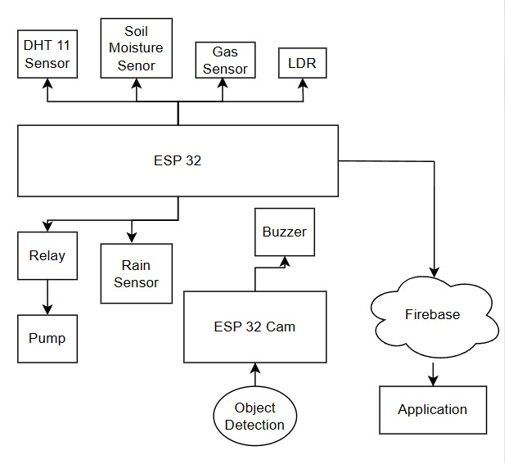 DHT 11
Sensor
Soil
Moisture
Senor
Gas
Sensor
LDR
ESP 32
Relay
Rain
Sensor
Buzzer
Pump
ESP 32 Cam
Firebase
Object
Detection
Application